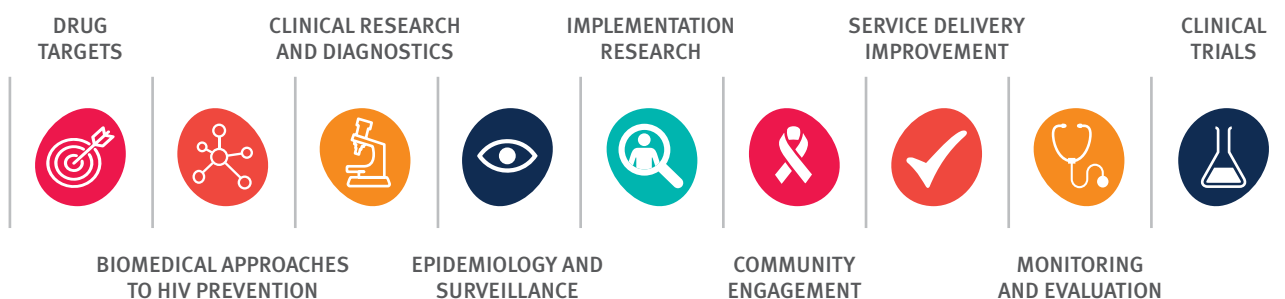 DRUG
TARGETS
BIOMEDICAL APPROACHES
TO HIV PREVENTION
CLINICAL RESEARCH
AND DIAGNOSTICS
EPIDEMIOLOGY AND
SURVEILLANCE
IMPLEMENTATION
RESEARCH
COMMUNITY
ENGAGEMENT
SERVICE DELIVERY
IMPROVEMENT
MONITORING
AND EVALUATION
CLINICAL
TRIALS